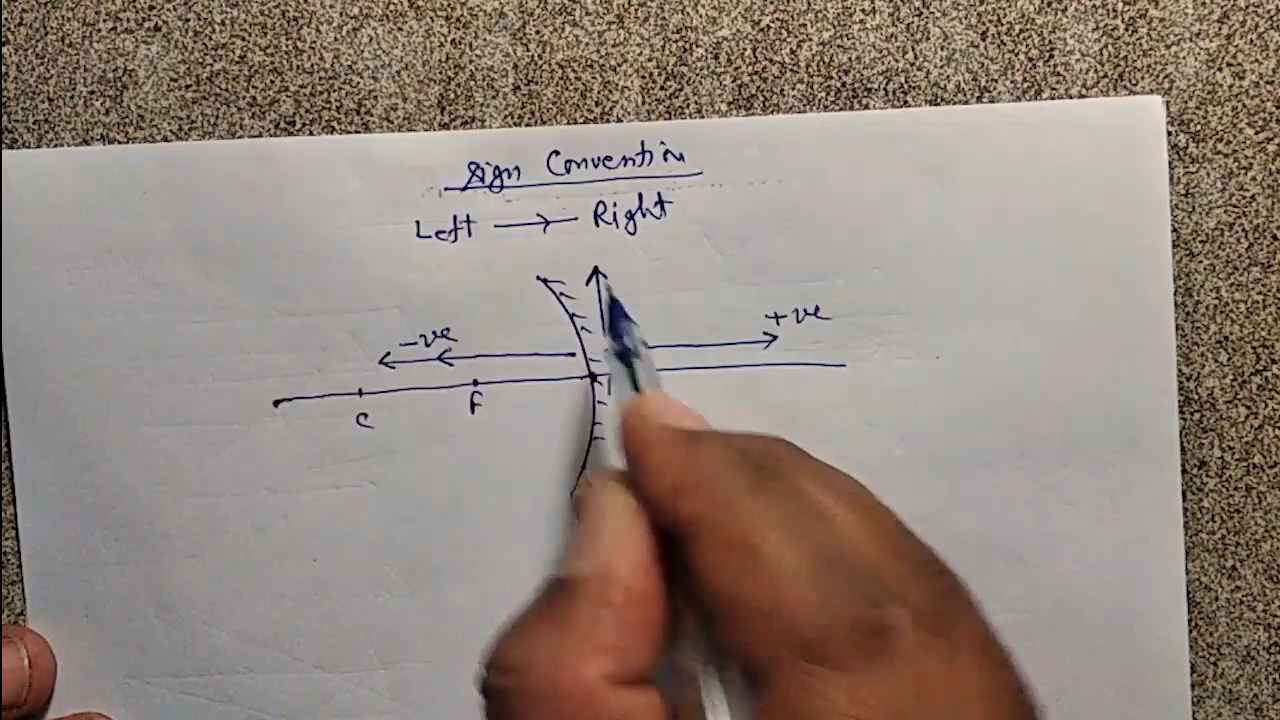 Sign Convention
Left → Right
-ve
+ve
C
F